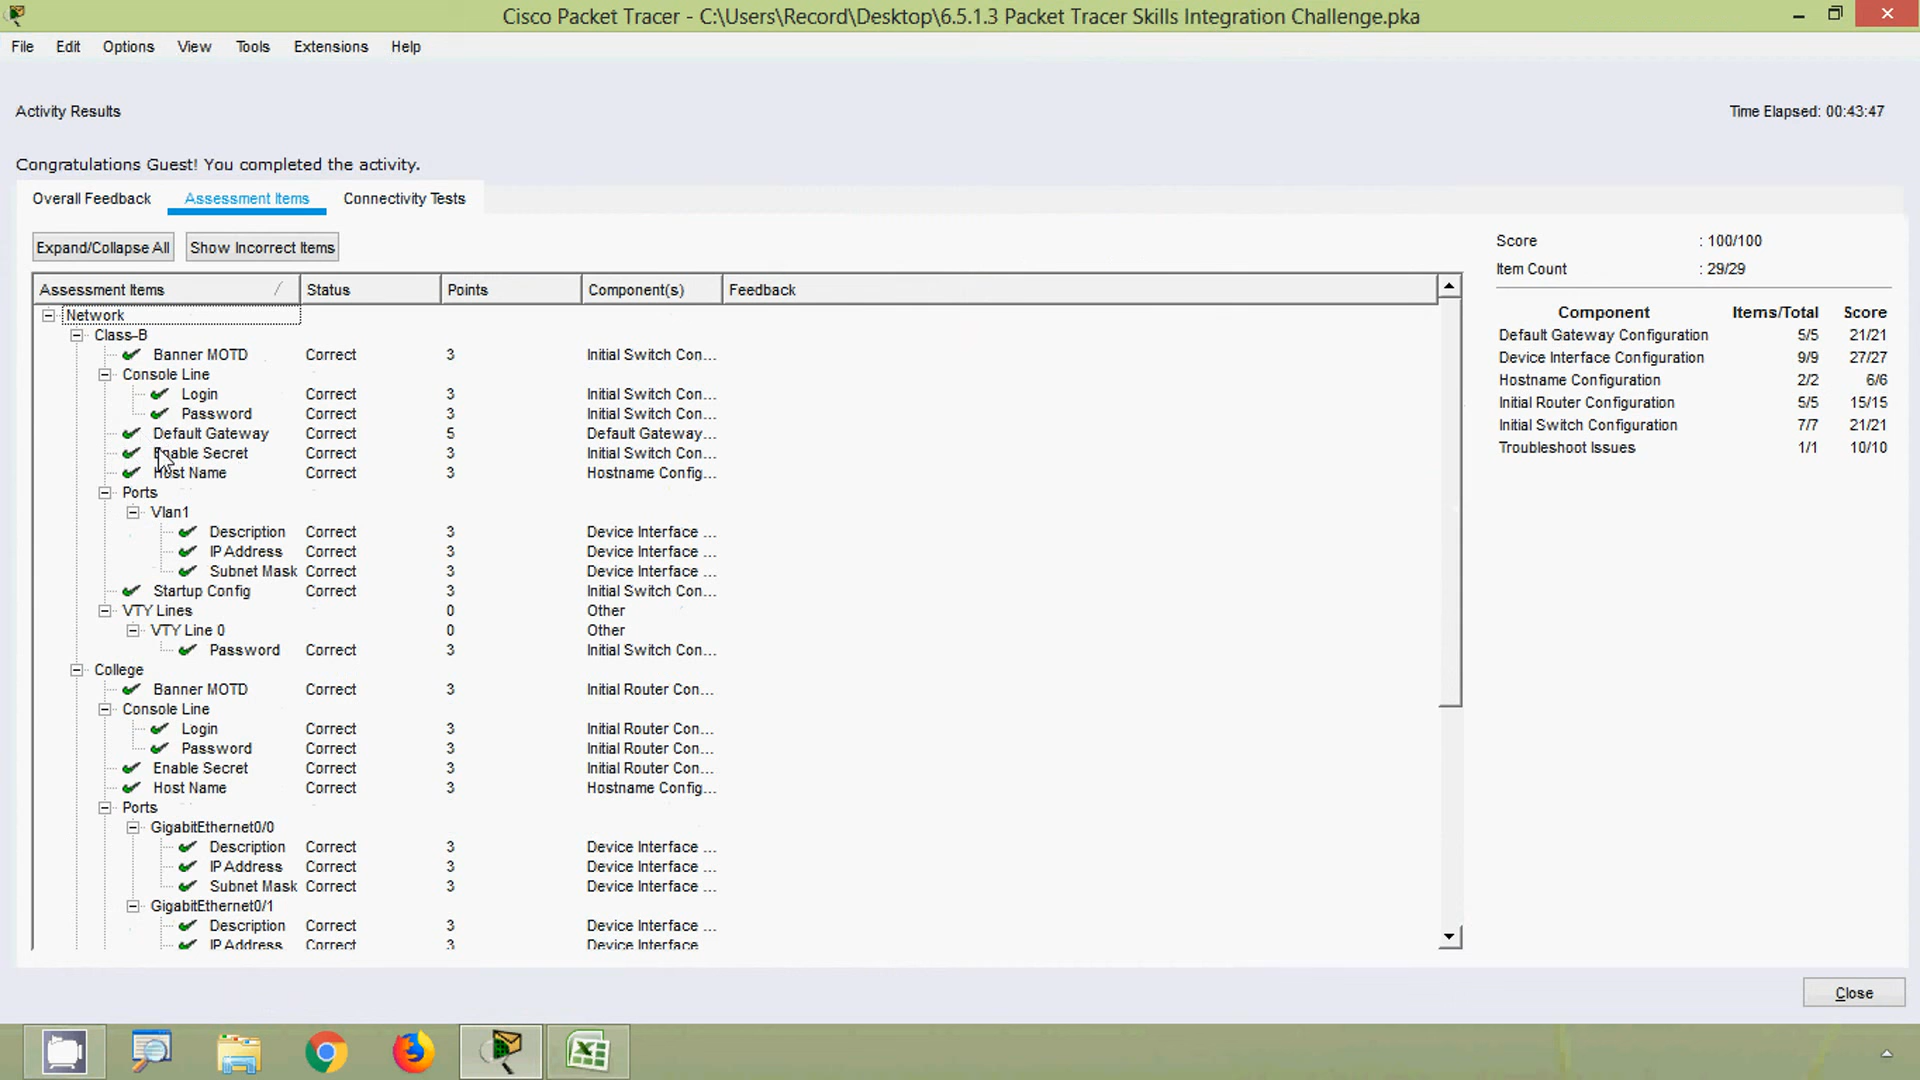 Cisco Packet Tracer - C:\Users\Record\Desktop\6.5.1.3 Packet Tracer Skills Integration Challenge.pka
File Edit Options View Tools Extensions Help
Activity Results
Time Elapsed: 00:43:47
Congratulations Guest! You completed the activity.
Overall Feedback Assessment Items Connectivity Tests
Expand/Collapse All Show Incorrect Items
Assessment Items Status Points Component(s) Feedback
Network
Class-B
Banner MOTD Correct 3 Initial Switch Con...
Console Line
Login Correct 3 Initial Switch Con...
Password Correct 3 Initial Switch Con...
Default Gateway Correct 5 Default Gateway...
Enable Secret Correct 3 Initial Switch Con...
Host Name Correct 3 Hostname Config...
Ports
Vlan1
Description Correct 3 Device Interface ...
IP Address Correct 3 Device Interface ...
Subnet Mask Correct 3 Device Interface ...
Startup Config Correct 3 Initial Switch Con...
VTY Lines 0 Other
VTY Line 0 0 Other
Password Correct 3 Initial Switch Con...
College
Banner MOTD Correct 3 Initial Router Con...
Console Line
Login Correct 3 Initial Router Con...
Password Correct 3 Initial Router Con...
Enable Secret Correct 3 Initial Router Con...
Host Name Correct 3 Hostname Config...
Ports
GigabitEthernet0/0
Description Correct 3 Device Interface ...
IP Address Correct 3 Device Interface ...
Subnet Mask Correct 3 Device Interface ...
GigabitEthernet0/1
Description Correct 3 Device Interface ...
IP Address Correct 3 Device Interface
Score : 100/100
Item Count : 29/29
Component Items/Total Score
Default Gateway Configuration 5/5 21/21
Device Interface Configuration 9/9 27/27
Hostname Configuration 2/2 6/6
Initial Router Configuration 5/5 15/15
Initial Switch Configuration 7/7 21/21
Troubleshoot Issues 1/1 10/10
Close